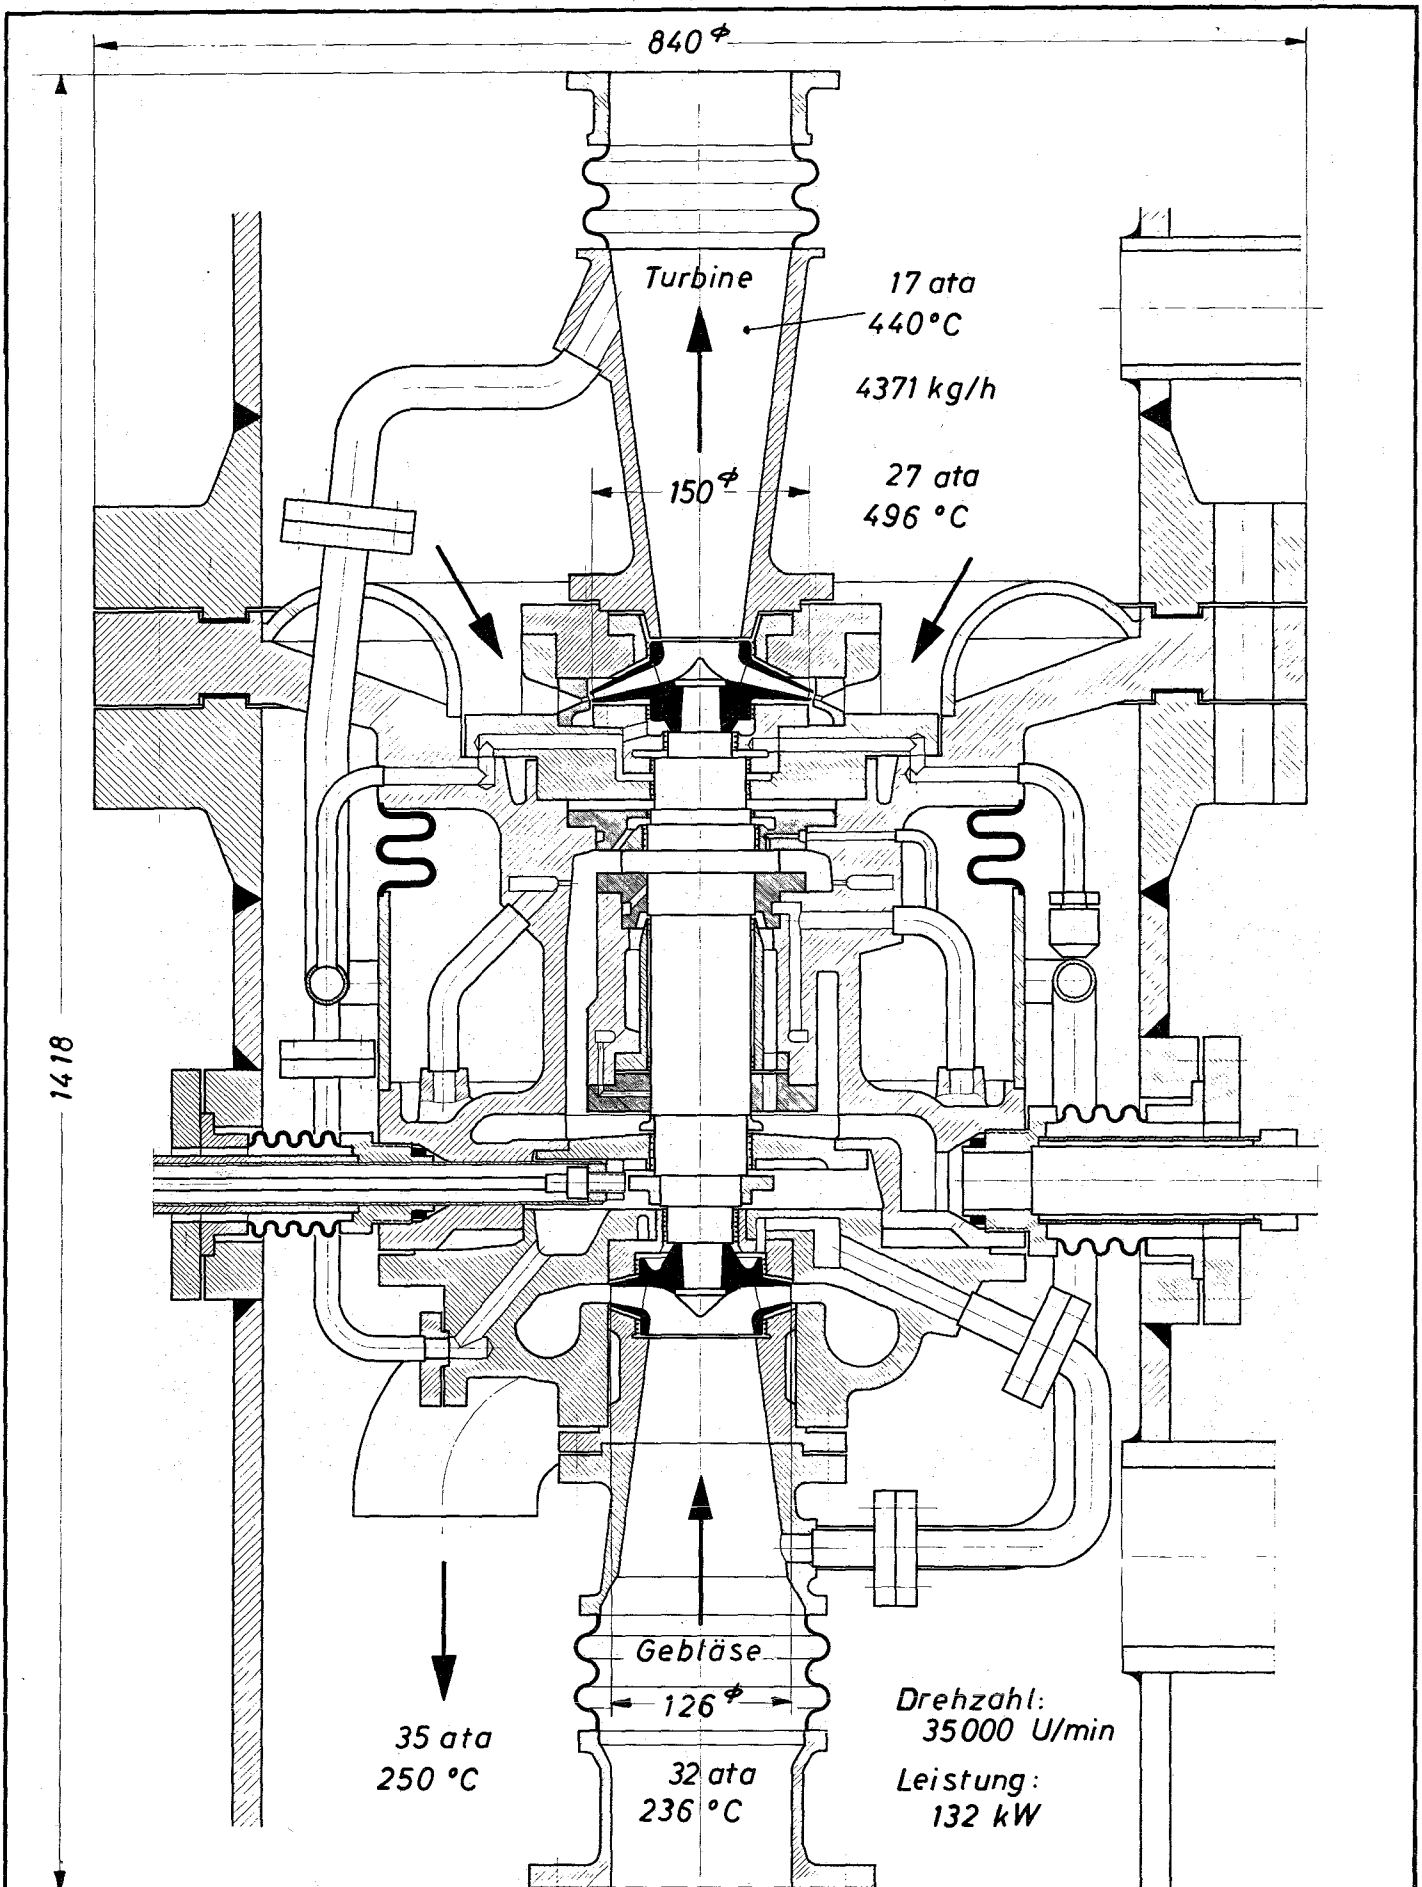 840 ⌀
Turbine
17 ata
440 °C
4371 kg/h
27 ata
496 °C
150 ⌀
1418
Gebläse
126 ⌀
35 ata
250 °C
32 ata
236 °C
Drehzahl:
35000 U/min
Leistung:
132 kW